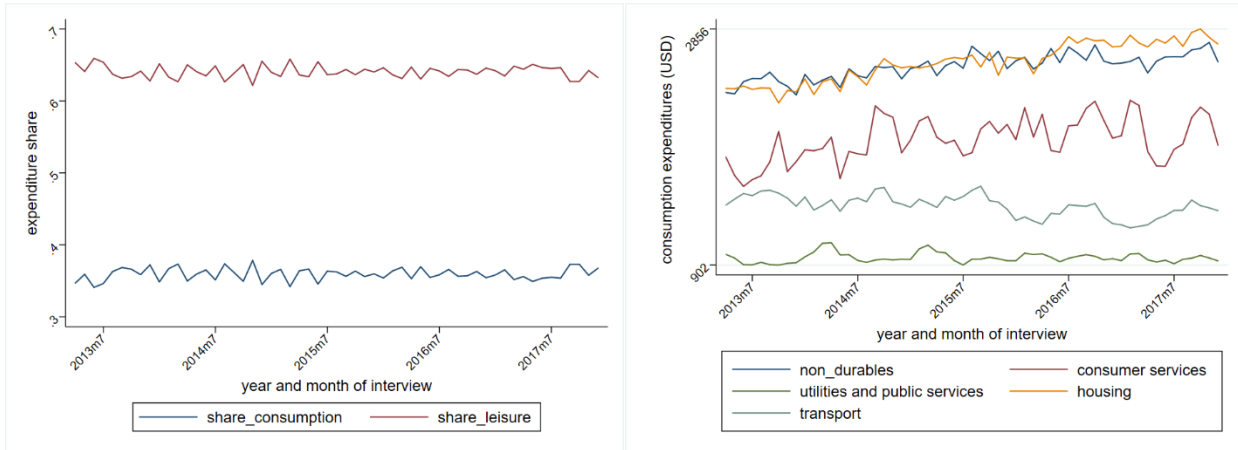 expenditure share
.7
.6
.5
.4
.3
2013m7
2014m7
2015m7
2016m7
2017m7
year and month of interview
share_consumption
share_leisure
consumption expenditures (USD)
2856
902
2013m7
2014m7
2015m7
2016m7
2017m7
year and month of interview
non_durables
consumer services
utilities and public services
housing
transport